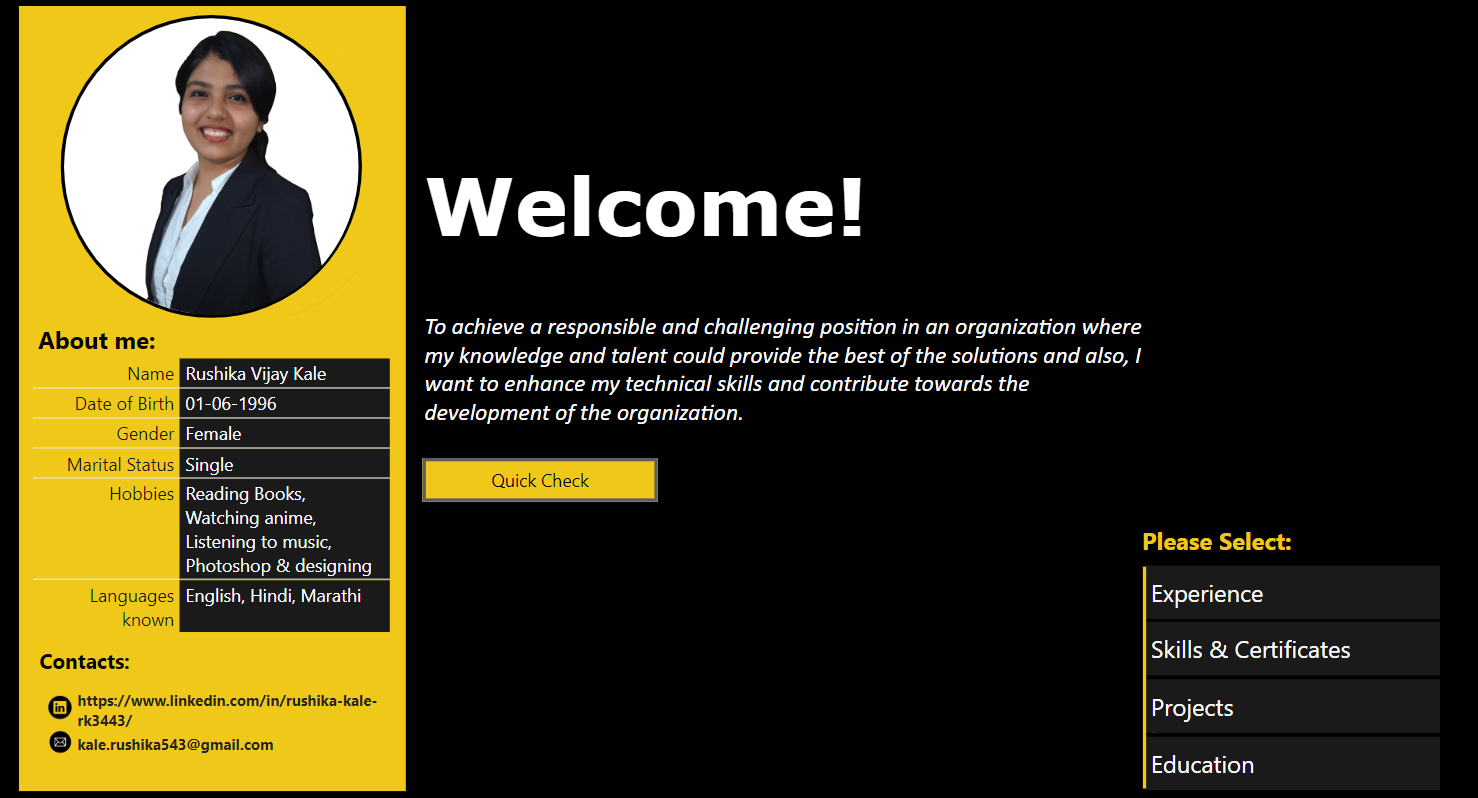 About me:
Name Rushika Vijay Kale
Date of Birth 01-06-1996
Gender Female
Marital Status Single
Hobbies Reading Books,
Watching anime,
Listening to music,
Photoshop & designing
Languages English, Hindi, Marathi
known
Contacts:
https://www.linkedin.com/in/rushika-kale-
rk3443/
kale.rushika543@gmail.com
Welcome!
To achieve a responsible and challenging position in an organization where
my knowledge and talent could provide the best of the solutions and also, I
want to enhance my technical skills and contribute towards the
development of the organization.
Quick Check
Please Select:
Experience
Skills & Certificates
Projects
Education